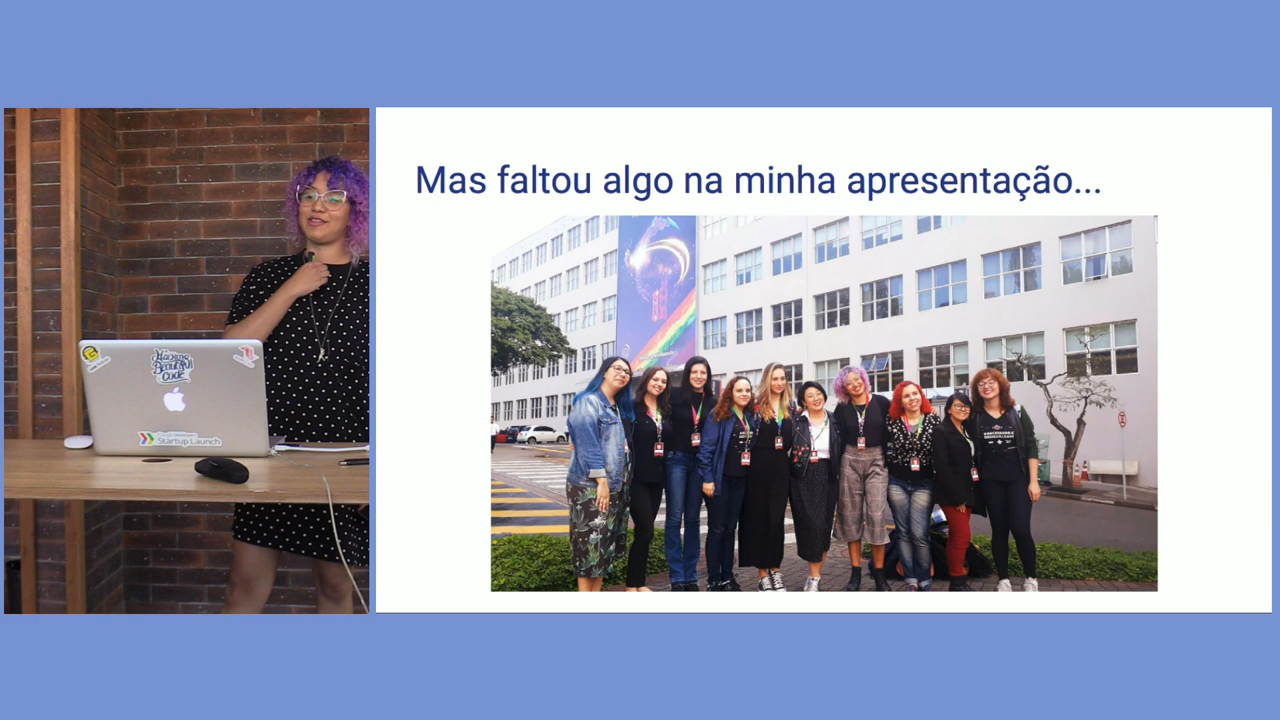 Mas faltou algo na minha apresentação...
Hacking
Beautiful
Code
Startup Launch